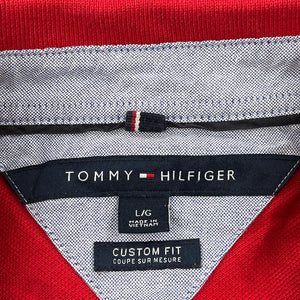 TOMMY HILFIGER
L/G
MADE IN
VIETNAM
CUSTOM FIT
COUPE SUR MESURE